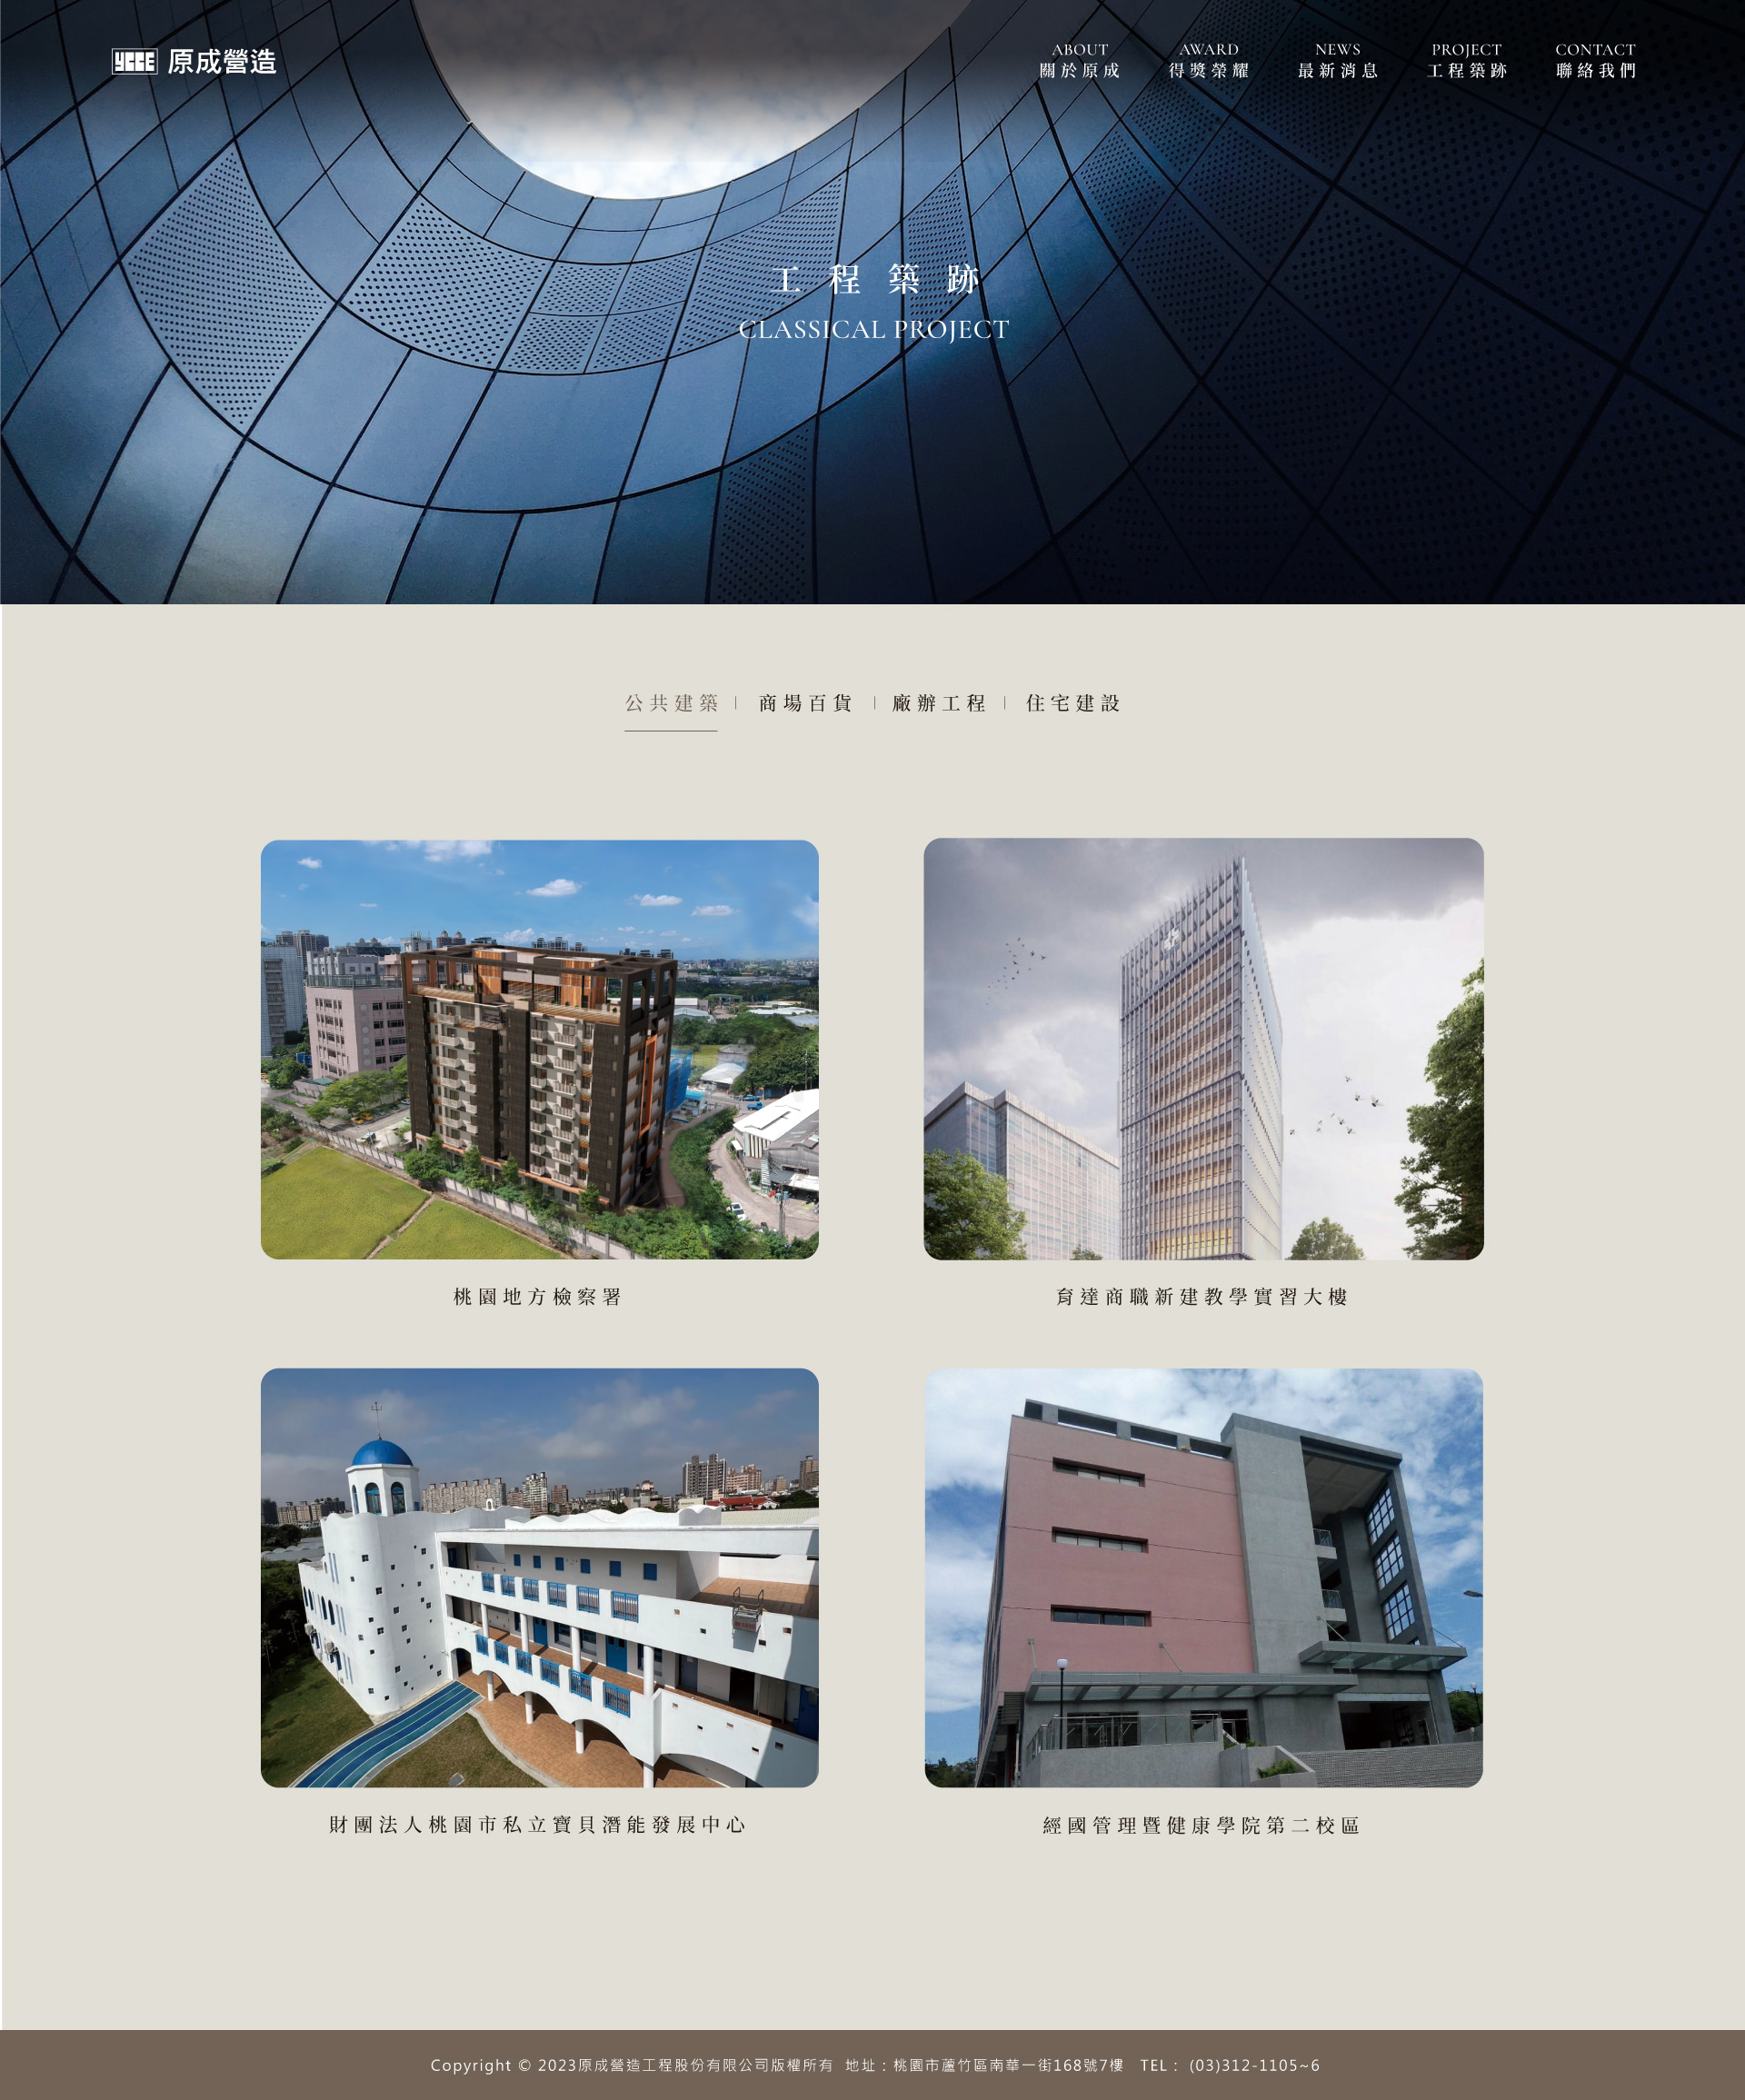 YCCE 原成營造
ABOUT
關於原成
AWARD
得獎榮耀
NEWS
最新消息
PROJECT
工程築跡
CONTACT
聯絡我們
工程築跡
CLASSICAL PROJECT
公共建築
商場百貨
廠辦工程
住宅建設
桃園地方檢察署
育達商職新建教學實習大樓
財團法人桃園市私立寶貝潛能發展中心
經國管理暨健康學院第二校區
Copyright © 2023原成營造工程股份有限公司版權所有 地址：桃園市蘆竹區南華一街168號7樓 TEL： (03)312-1105~6